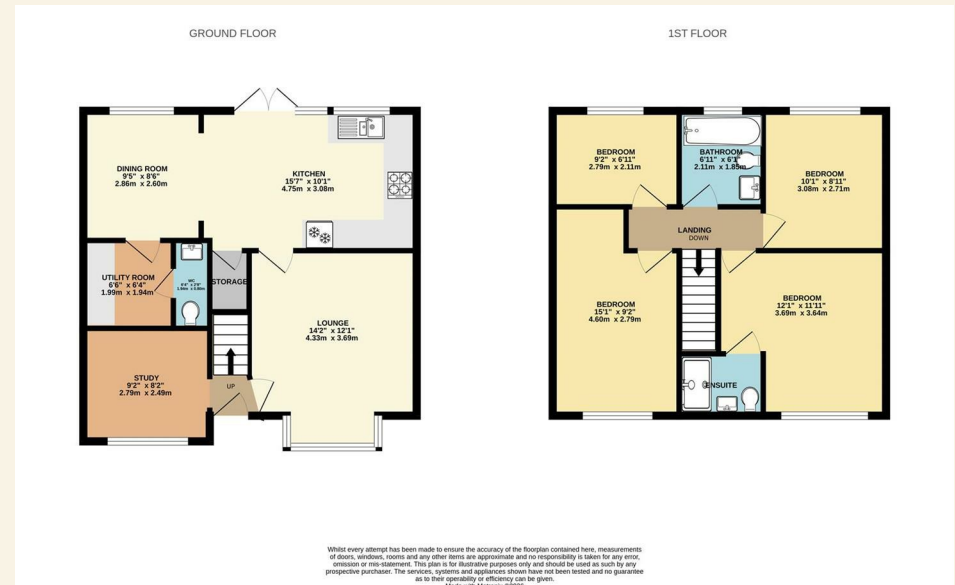 GROUND FLOOR
1ST FLOOR
DINING ROOM
9'5" x 8'6"
2.86m x 2.60m
KITCHEN
15'7" x 10'1"
4.75m x 3.08m
UTILITY ROOM
6'6" x 6'4"
1.99m x 1.94m
WC
STORAGE
LOUNGE
14'2" x 12'1"
4.33m x 3.69m
STUDY
9'2" x 8'2"
2.79m x 2.49m
UP
BEDROOM
9'2" x 6'11"
2.79m x 2.11m
BATHROOM
6'11" x 6'1"
2.11m x 1.85m
BEDROOM
10'1" x 8'11"
3.08m x 2.71m
LANDING
DOWN
BEDROOM
15'1" x 9'2"
4.60m x 2.79m
BEDROOM
12'1" x 11'11"
3.69m x 3.64m
ENSUITE
Whilst every attempt has been made to ensure the accuracy of the floorplan contained here, measurements
of doors, windows, rooms and any other items are approximate and no responsibility is taken for any error,
omission or mis-statement. This plan is for illustrative purposes only and should be used as such by any
prospective purchaser. The services, systems and appliances shown have not been tested and no guarantee
as to their operability or efficiency can be given.